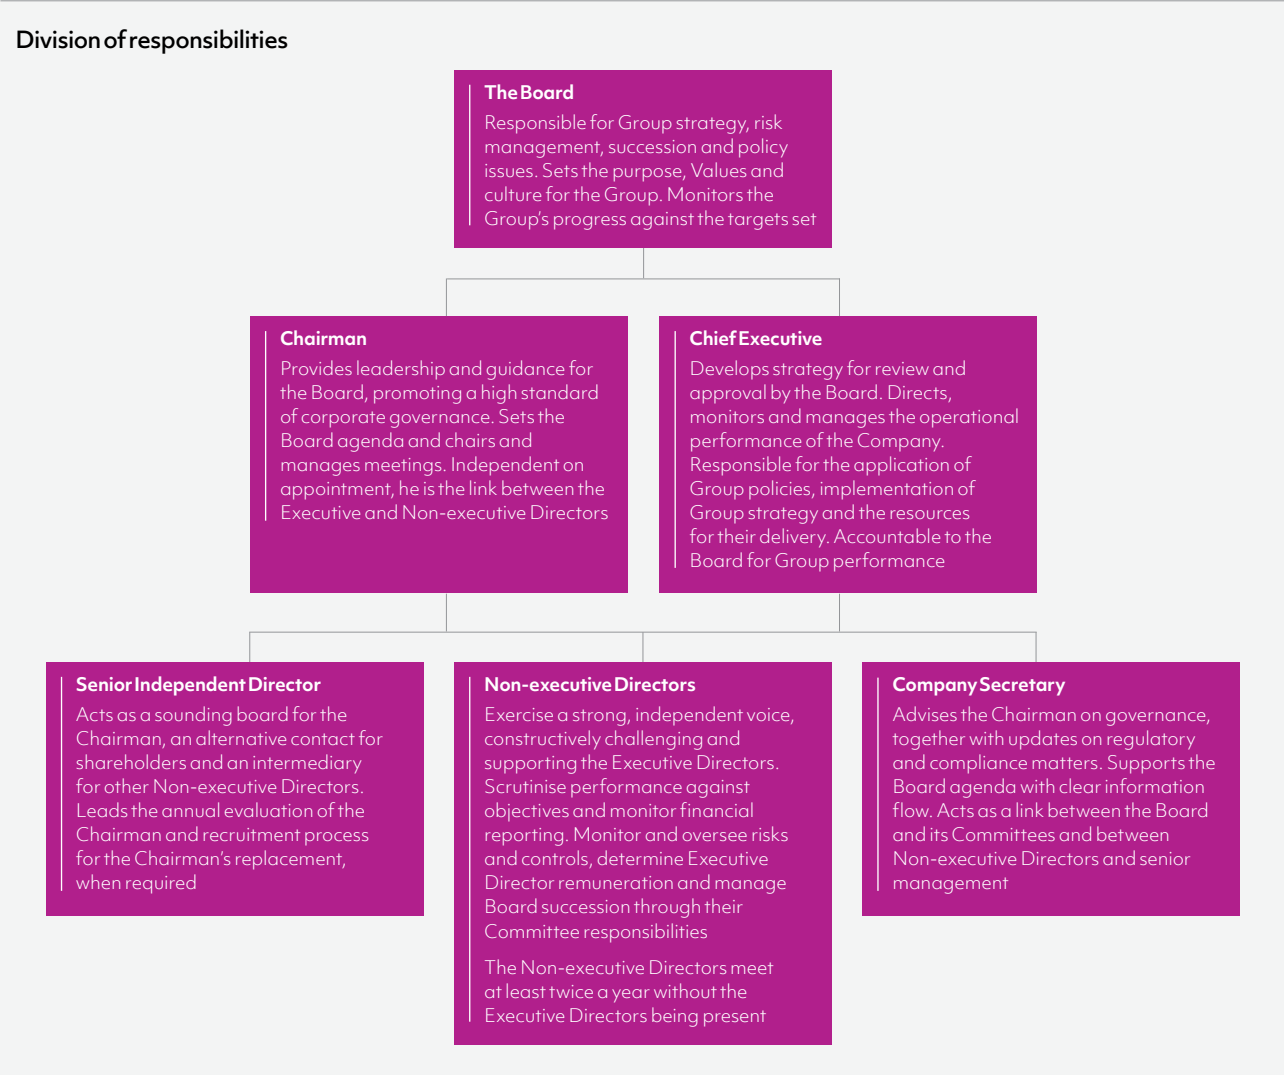 Division of responsibilities
The Board
Responsible for Group strategy, risk
management, succession and policy
issues. Sets the purpose, Values and
culture for the Group. Monitors the
Group's progress against the targets set
Chairman
Provides leadership and guidance for
the Board, promoting a high standard
of corporate governance. Sets the
Board agenda and chairs and
manages meetings. Independent on
appointment, he is the link between the
Executive and Non-executive Directors
Chief Executive
Develops strategy for review and
approval by the Board. Directs,
monitors and manages the operational
performance of the Company.
Responsible for the application of
Group policies, implementation of
Group strategy and the resources
for their delivery. Accountable to the
Board for Group performance
Senior Independent Director
Acts as a sounding board for the
Chairman, an alternative contact for
shareholders and an intermediary
for other Non-executive Directors.
Leads the annual evaluation of the
Chairman and recruitment process
for the Chairman's replacement,
when required
Non-executive Directors
Exercise a strong, independent voice,
constructively challenging and
supporting the Executive Directors.
Scrutinise performance against
objectives and monitor financial
reporting. Monitor and oversee risks
and controls, determine Executive
Director remuneration and manage
Board succession through their
Committee responsibilities
The Non-executive Directors meet
at least twice a year without the
Executive Directors being present
Company Secretary
Advises the Chairman on governance,
together with updates on regulatory
and compliance matters. Supports the
Board agenda with clear information
flow. Acts as a link between the Board
and its Committees and between
Non-executive Directors and senior
management